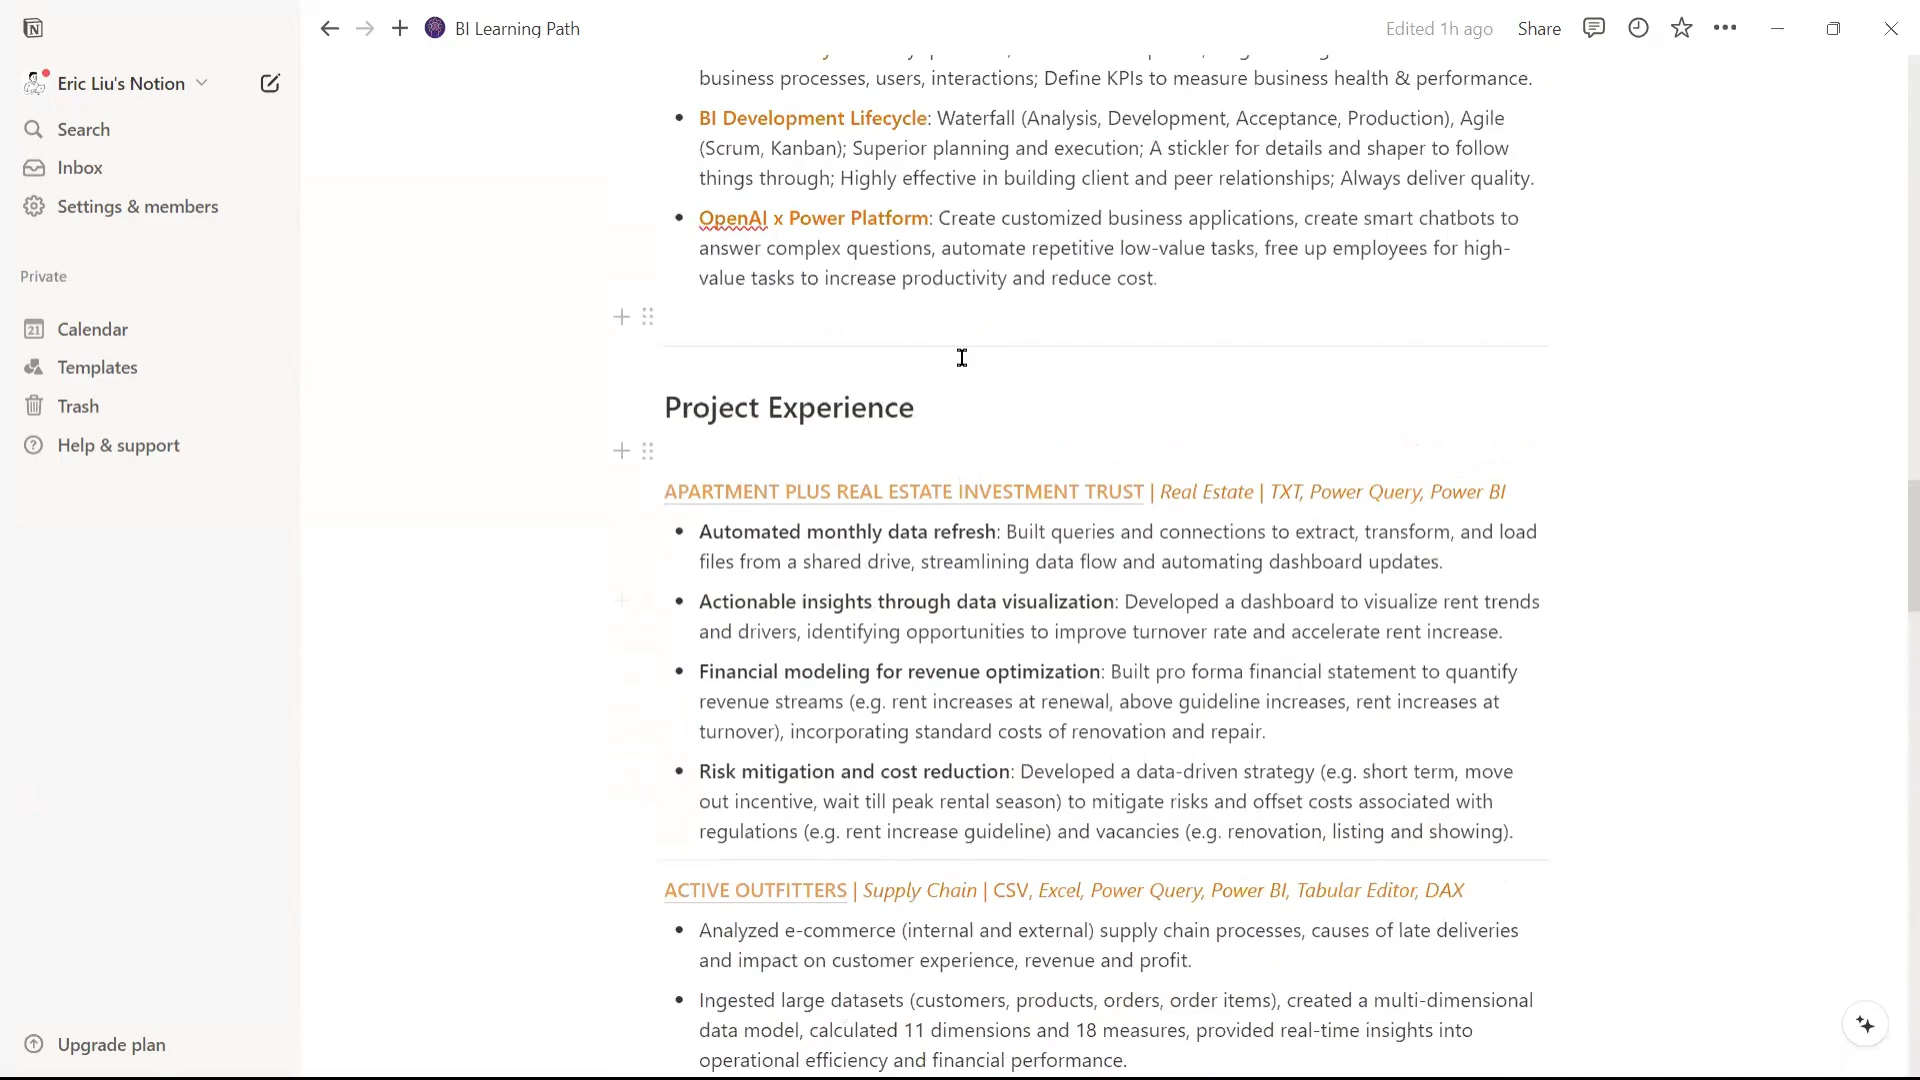 BI Learning Path
Edited 1h ago
Share
Eric Liu's Notion
Search
Inbox
Settings & members
Private
21
Calendar
Templates
Trash
Help & support
Upgrade plan
business processes, users, interactions; Define KPIs to measure business health & performance.
• BI Development Lifecycle: Waterfall (Analysis, Development, Acceptance, Production), Agile
(Scrum, Kanban); Superior planning and execution; A stickler for details and shaper to follow
things through; Highly effective in building client and peer relationships; Always deliver quality.
• OpenAI x Power Platform: Create customized business applications, create smart chatbots to
answer complex questions, automate repetitive low-value tasks, free up employees for high-
value tasks to increase productivity and reduce cost.
Project Experience
APARTMENT PLUS REAL ESTATE INVESTMENT TRUST | Real Estate | TXT, Power Query, Power BI
• Automated monthly data refresh: Built queries and connections to extract, transform, and load
files from a shared drive, streamlining data flow and automating dashboard updates.
• Actionable insights through data visualization: Developed a dashboard to visualize rent trends
and drivers, identifying opportunities to improve turnover rate and accelerate rent increase.
• Financial modeling for revenue optimization: Built pro forma financial statement to quantify
revenue streams (e.g. rent increases at renewal, above guideline increases, rent increases at
turnover), incorporating standard costs of renovation and repair.
• Risk mitigation and cost reduction: Developed a data-driven strategy (e.g. short term, move
out incentive, wait till peak rental season) to mitigate risks and offset costs associated with
regulations (e.g. rent increase guideline) and vacancies (e.g. renovation, listing and showing).
ACTIVE OUTFITTERS | Supply Chain | CSV, Excel, Power Query, Power BI, Tabular Editor, DAX
• Analyzed e-commerce (internal and external) supply chain processes, causes of late deliveries
and impact on customer experience, revenue and profit.
• Ingested large datasets (customers, products, orders, order items), created a multi-dimensional
data model, calculated 11 dimensions and 18 measures, provided real-time insights into
operational efficiency and financial performance.